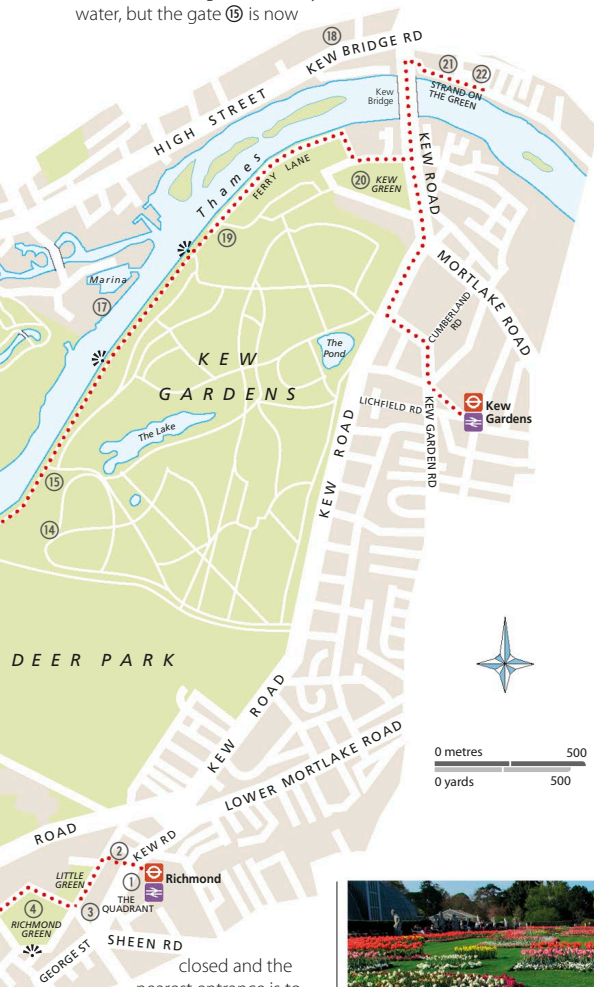 water, but the gate ⑮ is now
⑱
KEW BRIDGE RD
HIGH STREET
㉑
㉒
STRAND ON
THE GREEN
Kew
Bridge
Thames
FERRY LANE
⑳
KEW
GREEN
KEW ROAD
⑲
MORTLAKE ROAD
Marina
⑰
CUMBERLAND
RD
The
Pond
KEW
GARDENS
LICHFIELD RD
KEW GARDEN RD
Kew
Gardens
The Lake
KEW ROAD
⑮
⑭
DEER PARK
KEW ROAD
0 metres 500
0 yards 500
LOWER MORTLAKE ROAD
ROAD
②
KEW RD
①
Richmond
LITTLE
GREEN
THE
QUADRANT
③
④
RICHMOND
GREEN
GEORGE ST
SHEEN RD
closed and the
nearest entrance is to